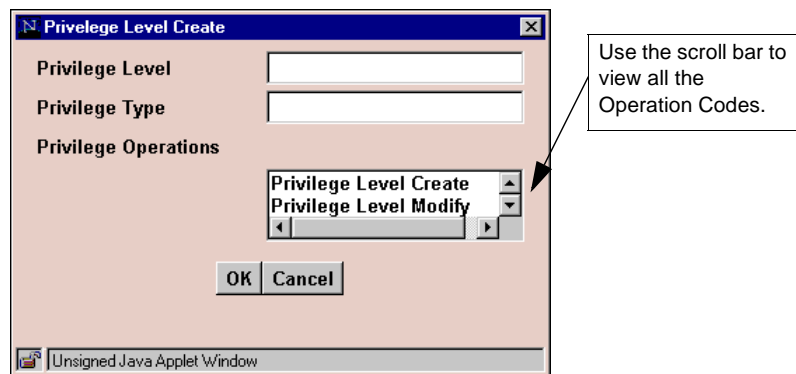 Privelege Level Create
Privilege Level
Privilege Type
Privilege Operations
Privilege Level Create
Privilege Level Modify
OK Cancel
Unsigned Java Applet Window
Use the scroll bar to
view all the
Operation Codes.